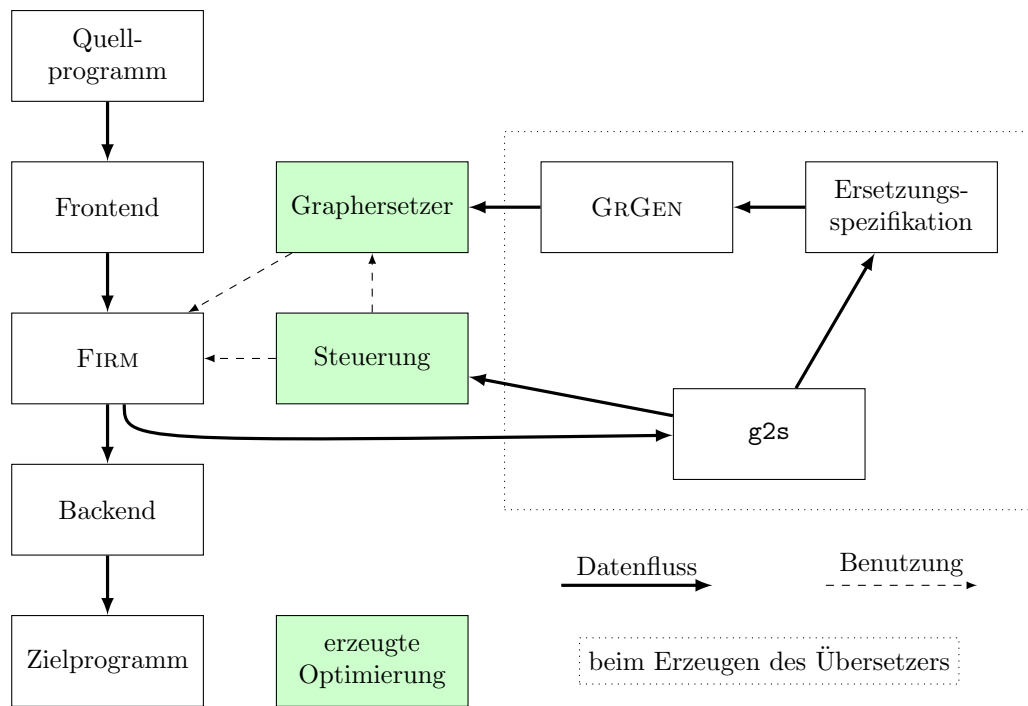 Quell-
programm
Frontend
Graphersetzer
GRGEN
Ersetzungs-
spezifikation
FIRM
Steuerung
g2s
Backend
Datenfluss
Benutzung
Zielprogramm
erzeugte
Optimierung
beim Erzeugen des Übersetzers